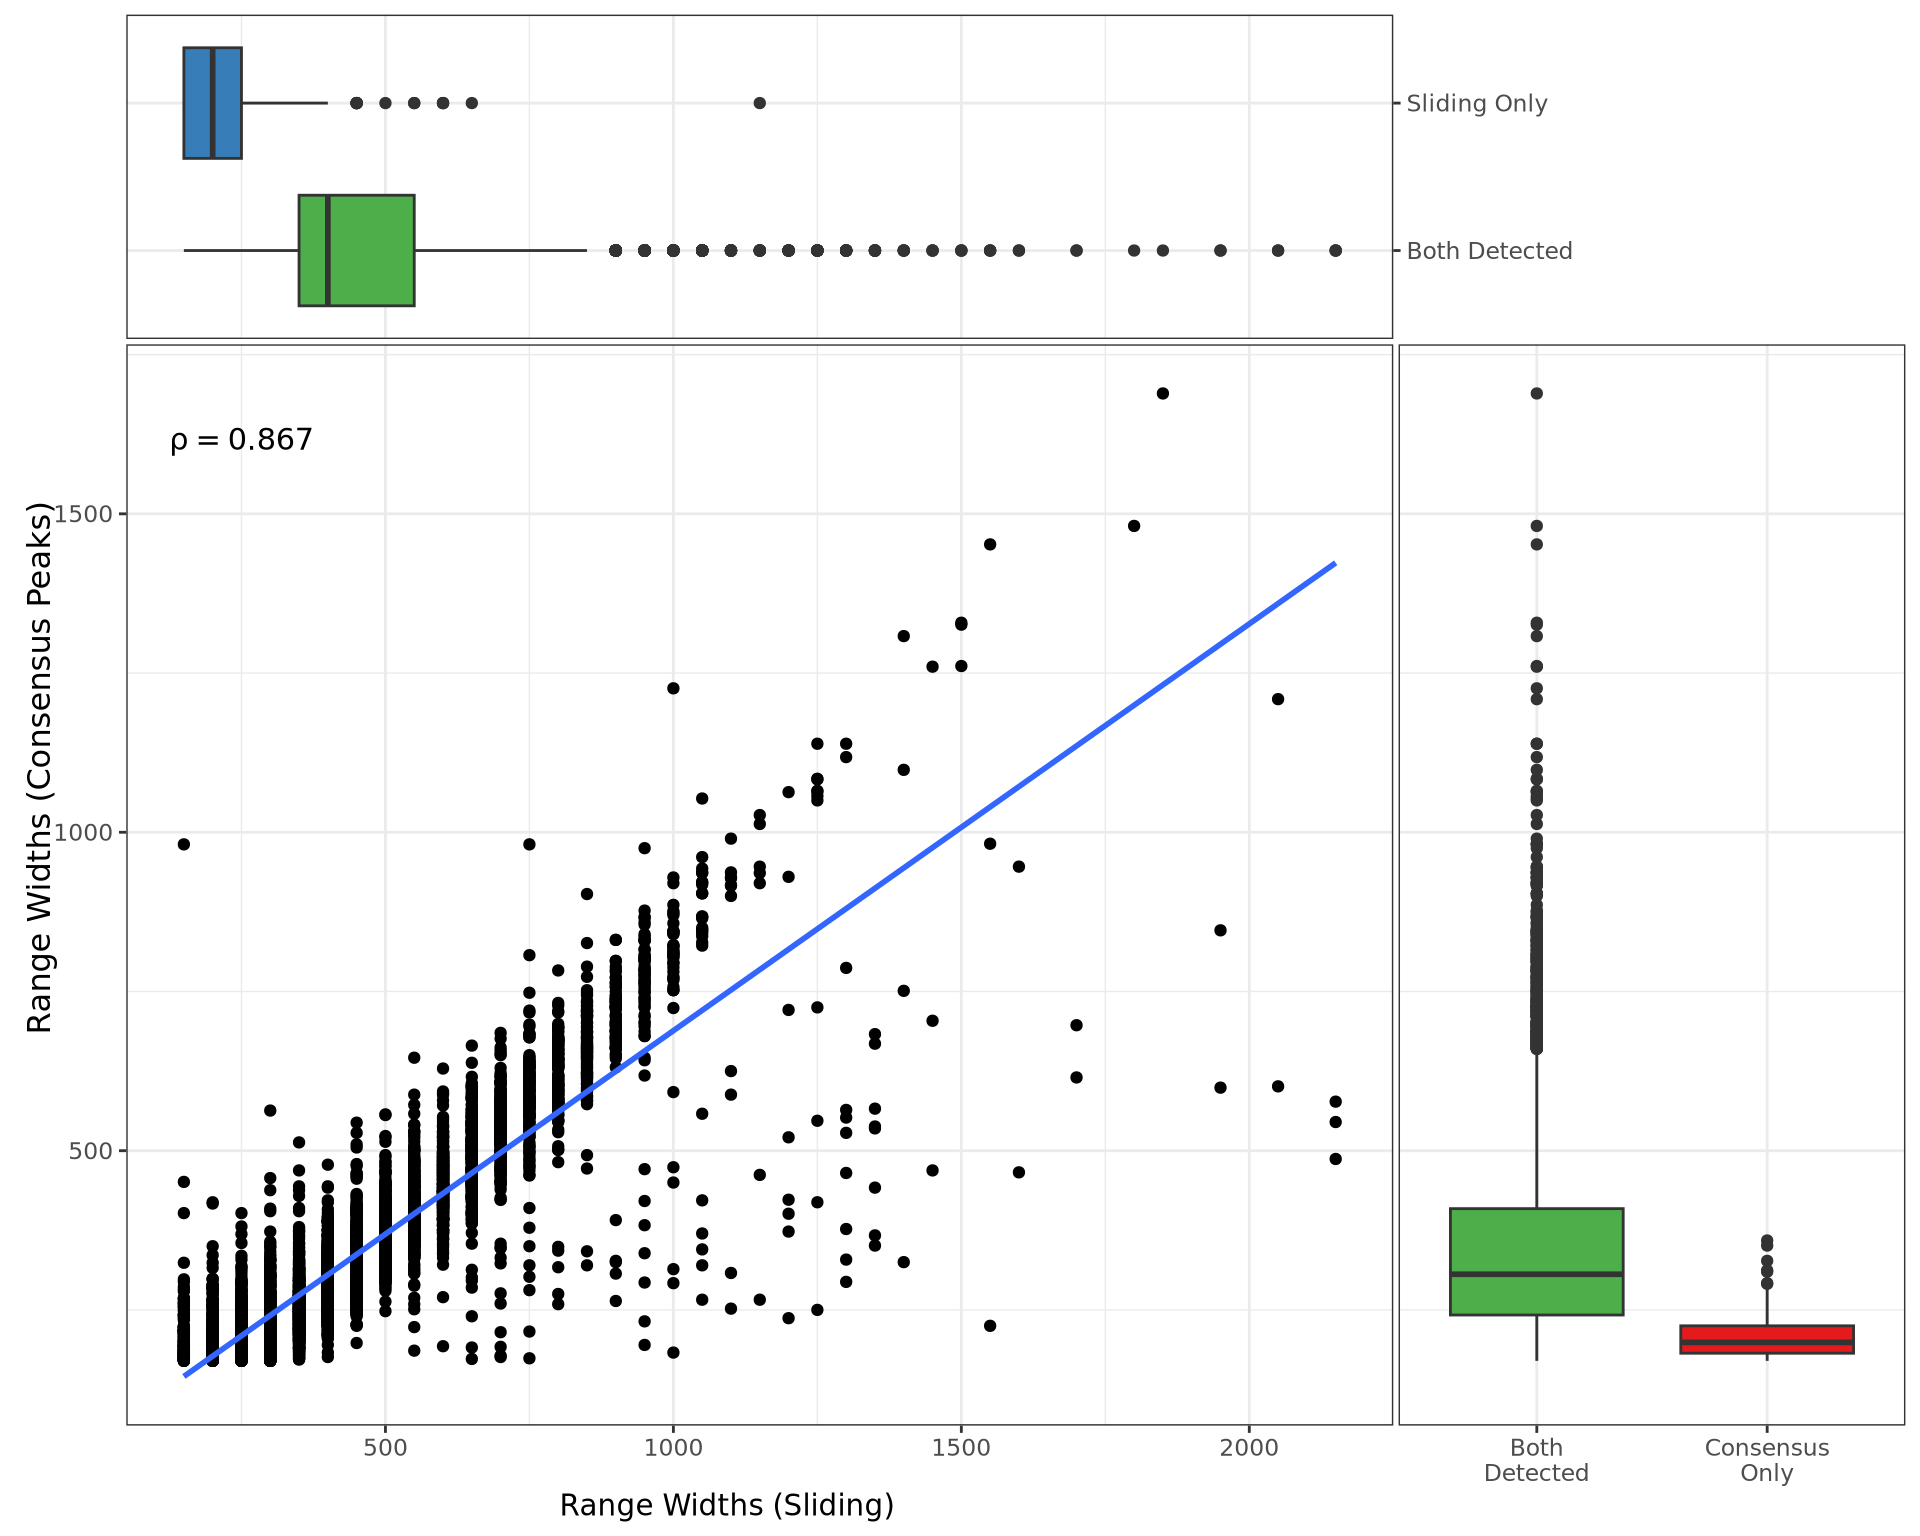 Sliding Only
Both Detected
ρ = 0.867
Range Widths (Consensus Peaks)
1500
1000
500
500
1000
1500
2000
Both
Detected
Consensus
Only
Range Widths (Sliding)